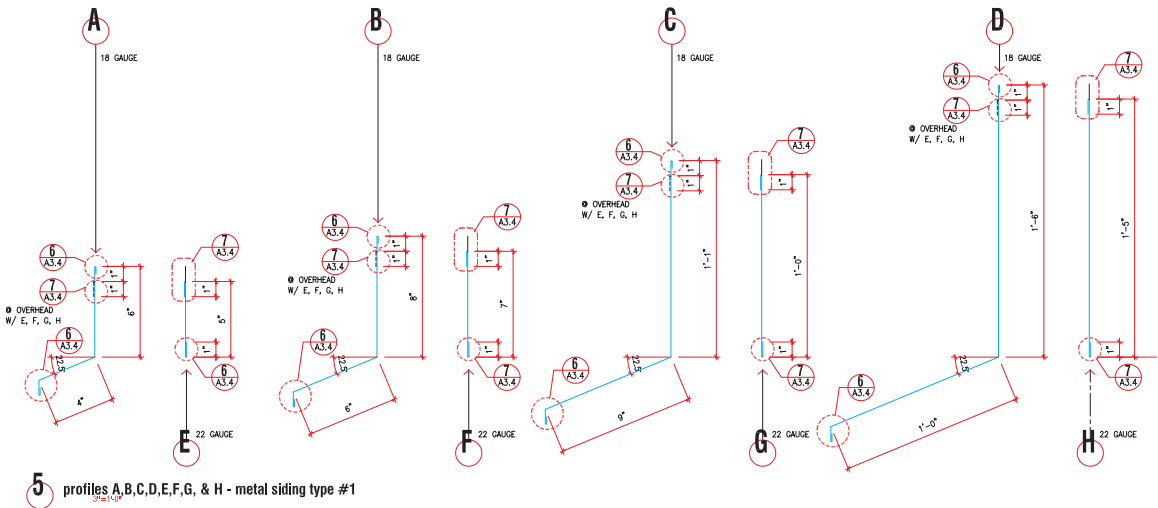 A
B
C
D
18 GAUGE
18 GAUGE
18 GAUGE
18 GAUGE
6
A3.4
7
A3.4
1"
1"
6"
@ OVERHEAD
W/ E, F, G, H
6
A3.4
22.5
4"
7
A3.4
1"
5"
1"
6
A3.4
E
22 GAUGE
6
A3.4
7
A3.4
1"
1"
8"
@ OVERHEAD
W/ E, F, G, H
6
A3.4
22.5
6"
7
A3.4
1"
7"
1"
7
A3.4
F
22 GAUGE
6
A3.4
7
A3.4
1"
1"
1'-1"
@ OVERHEAD
W/ E, F, G, H
6
A3.4
22.5
9"
7
A3.4
1"
1'-0"
1"
7
A3.4
G
22 GAUGE
6
A3.4
7
A3.4
1"
1"
1'-6"
@ OVERHEAD
W/ E, F, G, H
6
A3.4
22.5
1'-0"
7
A3.4
1"
1'-5"
1"
7
A3.4
H
22 GAUGE
5 profiles A,B,C,D,E,F,G, & H - metal siding type #1
3"=1'-0"